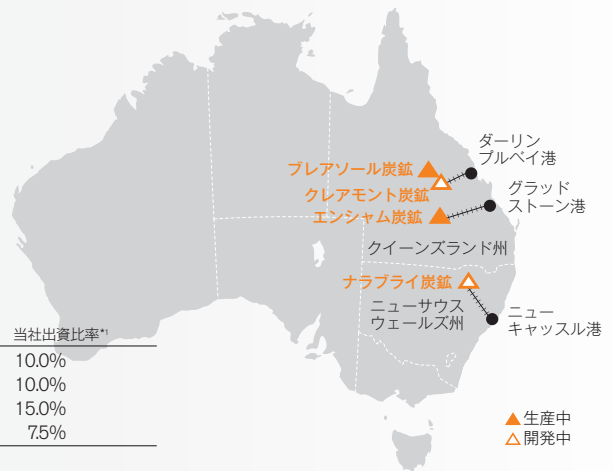 ダーリン
プルベイ港
ブレアソール炭鉱
クレアモント炭鉱
グラッド
ストーン港
エンシャム炭鉱
クイーンズランド州
ナラブライ炭鉱
ニューサウス
ウェールズ州
ニュー
キャッスル港
当社出資比率*1
10.0%
10.0%
15.0%
7.5%
生産中
開発中